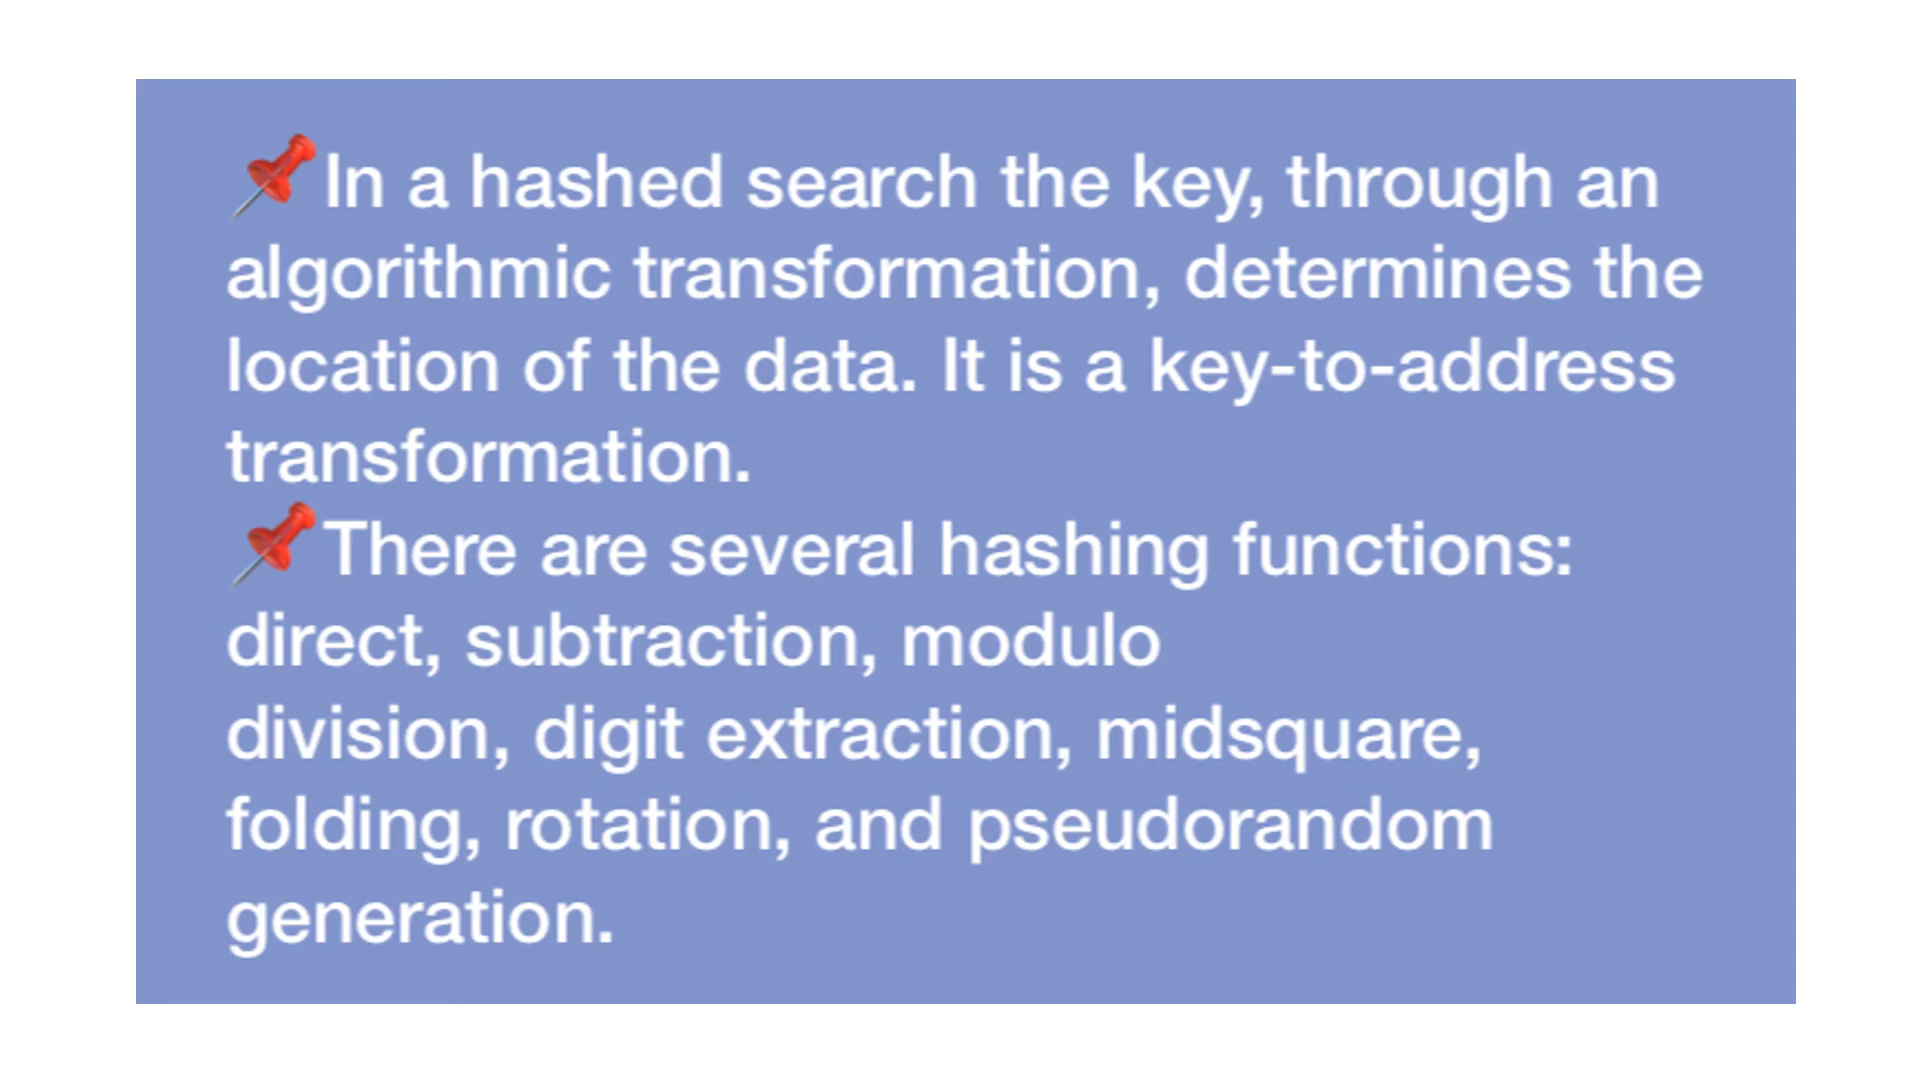 📌In a hashed search the key, through an
algorithmic transformation, determines the
location of the data. It is a key-to-address
transformation.
📌There are several hashing functions:
direct, subtraction, modulo
division, digit extraction, midsquare,
folding, rotation, and pseudorandom
generation.